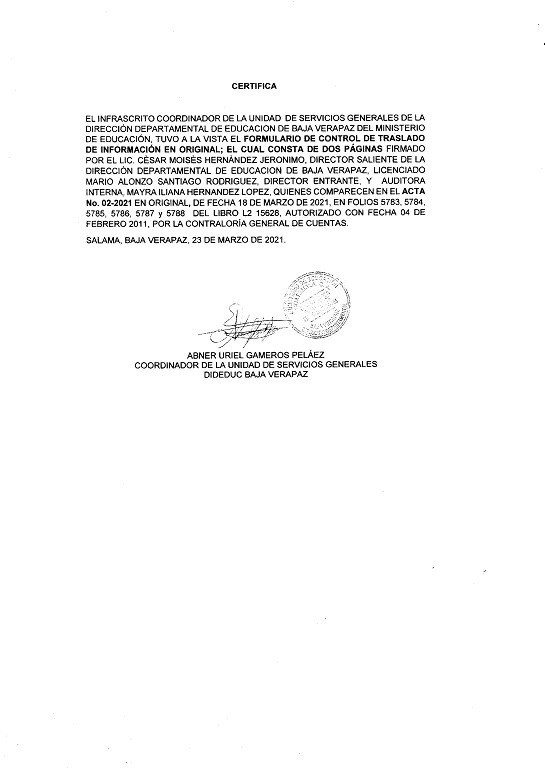 CERTIFICA
EL INFRASCRITO COORDINADOR DE LA UNIDAD DE SERVICIOS GENERALES DE LA
DIRECCIÓN DEPARTAMENTAL DE EDUCACION DE BAJA VERAPAZ DEL MINISTERIO
DE EDUCACIÓN, TUVO A LA VISTA EL FORMULARIO DE CONTROL DE TRASLADO
DE INFORMACIÓN EN ORIGINAL; EL CUAL CONSTA DE DOS PÁGINAS FIRMADO
POR EL LIC. CÉSAR MOISÉS HERNÁNDEZ JERONIMO, DIRECTOR SALIENTE DE LA
DIRECCIÓN DEPARTAMENTAL DE EDUCACION DE BAJA VERAPAZ, LICENCIADO
MARIO ALONZO SANTIAGO RODRIGUEZ, DIRECTOR ENTRANTE, Y AUDITORA
INTERNA, MAYRA ILIANA HERNANDEZ LOPEZ, QUIENES COMPARECEN EN EL ACTA
No. 02-2021 EN ORIGINAL, DE FECHA 18 DE MARZO DE 2021, EN FOLIOS 5783, 5784,
5785, 5786, 5787 y 5788 DEL LIBRO L2 15628, AUTORIZADO CON FECHA 04 DE
FEBRERO 2011, POR LA CONTRALORÍA GENERAL DE CUENTAS.
SALAMA, BAJA VERAPAZ, 23 DE MARZO DE 2021.
ABNER URIEL GAMEROS PELÁEZ
COORDINADOR DE LA UNIDAD DE SERVICIOS GENERALES
DIDEDUC BAJA VERAPAZ